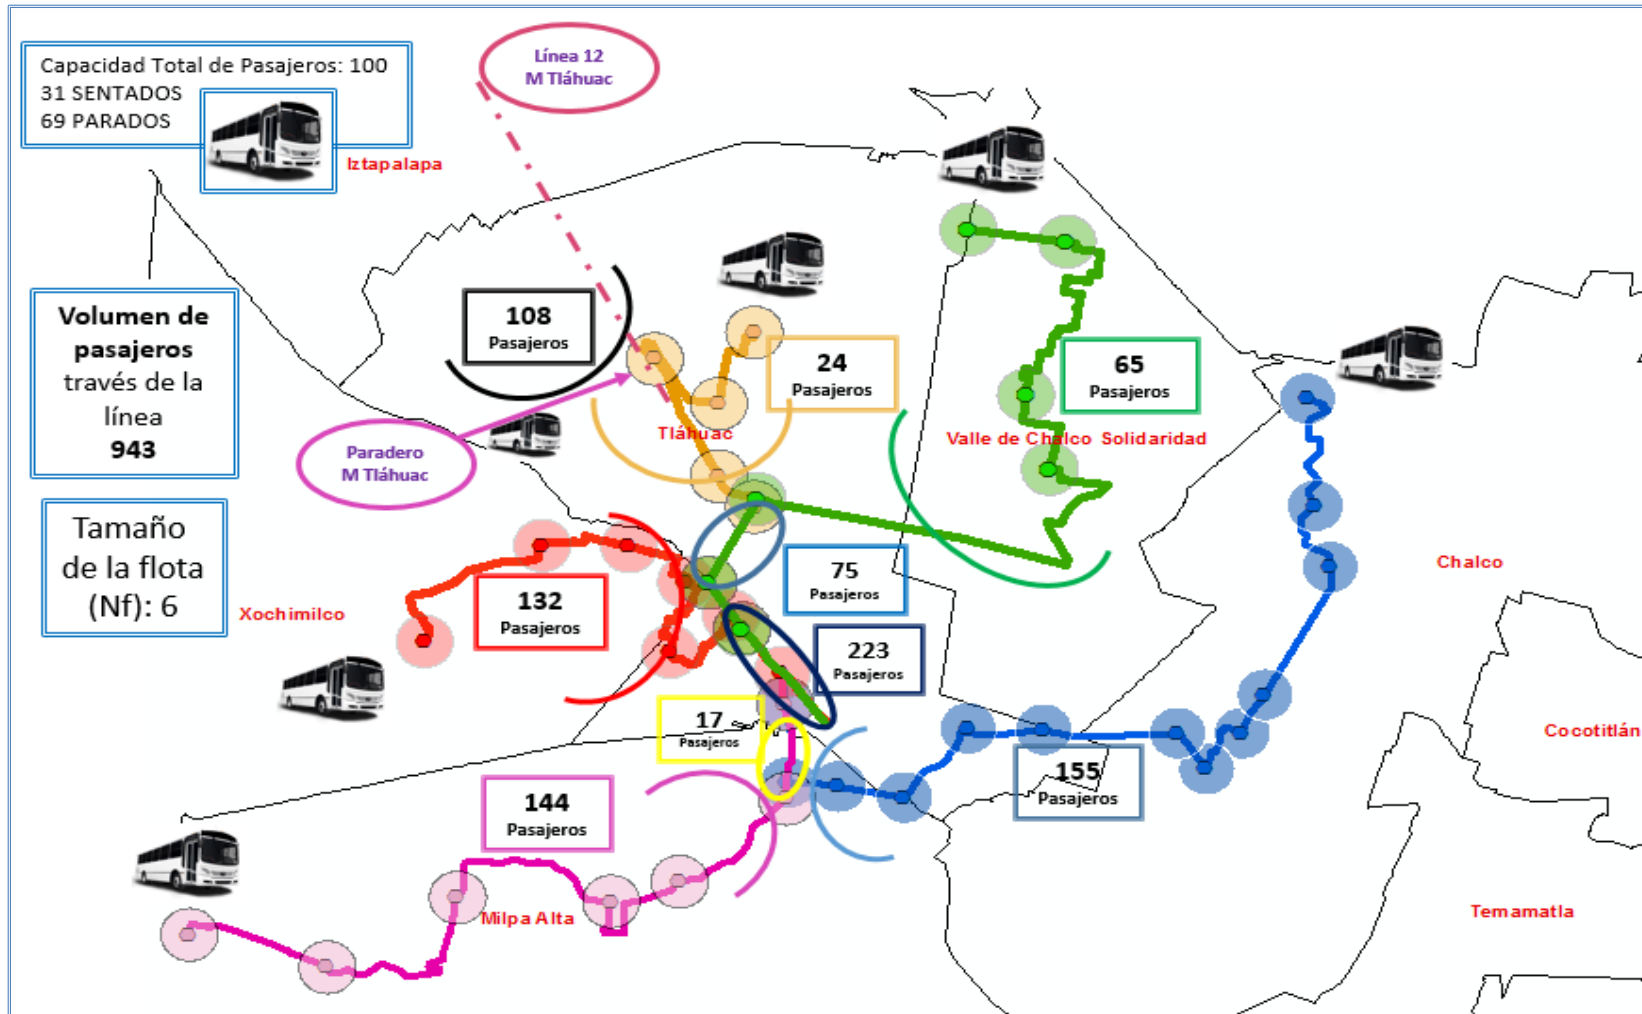 Línea 12
M Tláhuac
Capacidad Total de Pasajeros: 100
31 SENTADOS
69 PARADOS
Iztapalapa
Volumen de
pasajeros
través de la
línea
943
108
Pasajeros
24
Pasajeros
65
Pasajeros
Tláhuac
Valle de Chalco Solidaridad
Paradero
M Tláhuac
Tamaño
de la flota
(Nf): 6
Xochimilco
132
Pasajeros
75
Pasajeros
Chalco
223
Pasajeros
17
Pasajeros
Cocotitlán
155
Pasajeros
144
Pasajeros
Milpa Alta
Temamatla